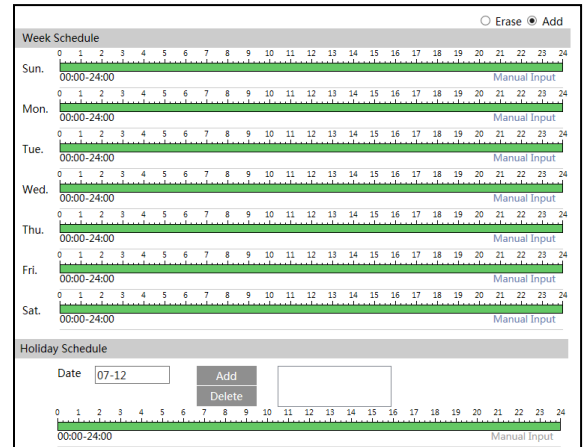 Erase Add
Week Schedule
0 1 2 3 4 5 6 7 8 9 10 11 12 13 14 15 16 17 18 19 20 21 22 23 24
Sun.
00:00-24:00 Manual Input
0 1 2 3 4 5 6 7 8 9 10 11 12 13 14 15 16 17 18 19 20 21 22 23 24
Mon.
00:00-24:00 Manual Input
0 1 2 3 4 5 6 7 8 9 10 11 12 13 14 15 16 17 18 19 20 21 22 23 24
Tue.
00:00-24:00 Manual Input
0 1 2 3 4 5 6 7 8 9 10 11 12 13 14 15 16 17 18 19 20 21 22 23 24
Wed.
00:00-24:00 Manual Input
0 1 2 3 4 5 6 7 8 9 10 11 12 13 14 15 16 17 18 19 20 21 22 23 24
Thu.
00:00-24:00 Manual Input
0 1 2 3 4 5 6 7 8 9 10 11 12 13 14 15 16 17 18 19 20 21 22 23 24
Fri.
00:00-24:00 Manual Input
0 1 2 3 4 5 6 7 8 9 10 11 12 13 14 15 16 17 18 19 20 21 22 23 24
Sat.
00:00-24:00 Manual Input
Holiday Schedule
Date 07-12 Add
Delete
0 1 2 3 4 5 6 7 8 9 10 11 12 13 14 15 16 17 18 19 20 21 22 23 24
00:00-24:00 Manual Input